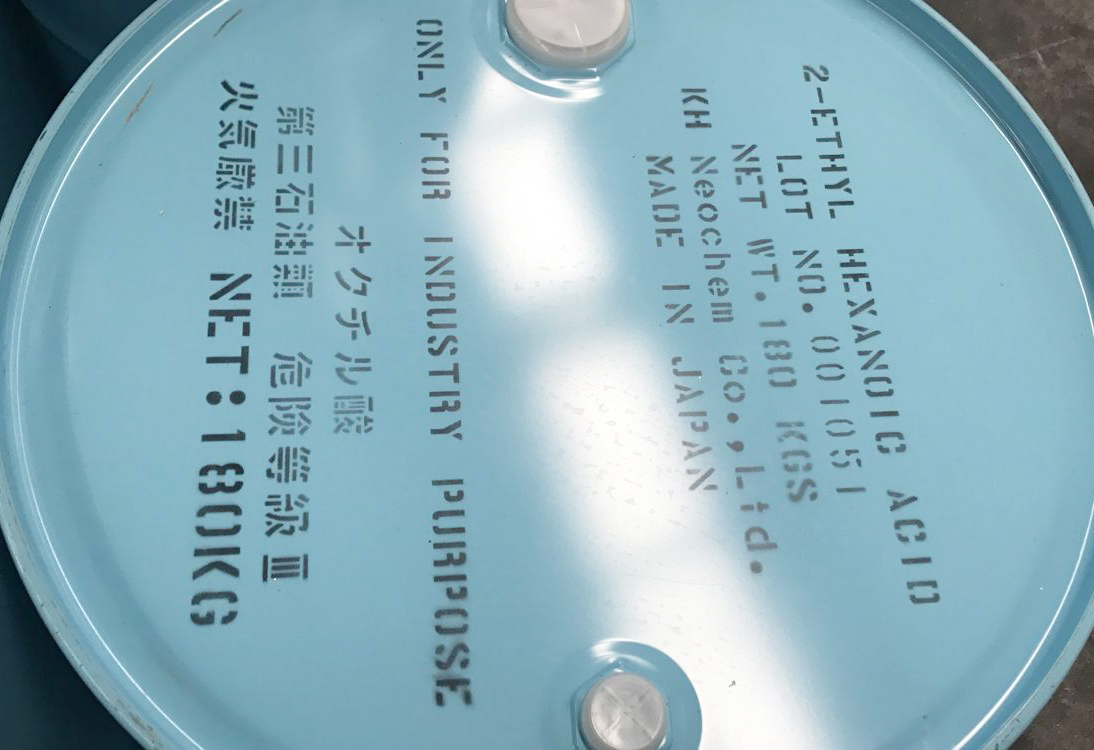 2-ETHYL HEXANOIC ACID
LOT NO. 001051
NET WT. 180 KGS
KH Neochem Co., Ltd.
MADE IN JAPAN
ONLY FOR INDUSTRY PURPOSE
オクチル酸
第三石油類 危険等級Ⅲ
火気厳禁 NET:180KG